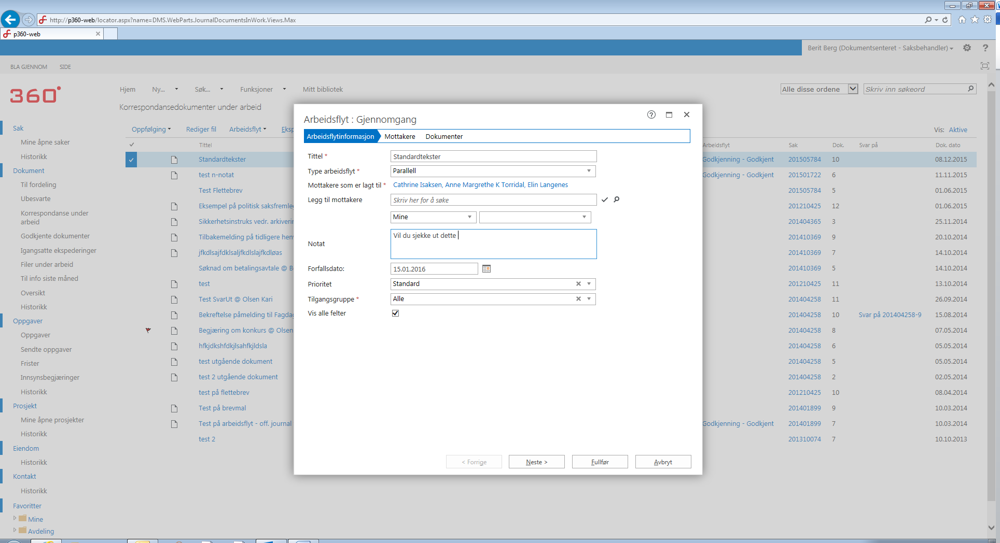 http://p360-web/locator.aspx?name=DMS.WebParts.JournalDocumentsInWork.Views.Max
p360-web
Berit Berg (Dokumentsenteret - Saksbehandler)
BLA GJENNOM SIDE
360°
Hjem Ny... Søk... Funksjoner Mitt bibliotek
Alle disse ordene Skriv inn søkeord
Korrespondansedokumenter under arbeid
Sak
Mine åpne saker
Historikk
Dokument
Til fordeling
Ubesvarte
Korrespondanse under
arbeid
Godkjente dokumenter
Igangsatte ekspederinger
Filer under arbeid
Til info siste måned
Oversikt
Historikk
Oppgaver
Oppgaver
Sendte oppgaver
Frister
Innsynsbegjæringer
Historikk
Prosjekt
Mine åpne prosjekter
Historikk
Eiendom
Historikk
Kontakt
Historikk
Favoritter
Mine
Avdeling
Oppfølging Rediger fil Arbeidsflyt Eksp
Vis: Aktive
Tittel
Arbeidsflyt Sak Dok. Svar på Dok. dato
Standardtekster Godkjenning - Godkjent 201505784 10 08.12.2015
test n-notat Godkjenning - Godkjent 201501722 6 11.11.2015
Test Flettebrev 201505784 5 01.06.2015
Eksempel på politisk saksfremleg 201210425 12 01.06.2015
Sikkerhetsinstruks vedr. arkiverin 201404365 3 25.11.2014
Tilbakemelding på tidligere hen 201410369 9 20.10.2014
jfkdlsajfdklsaljfkdlslajfkdløas 201410369 7 14.10.2014
Søknad om betalingsavtale @ B 201410369 5 14.10.2014
test 201210425 11 13.10.2014
Test SvarUt @ Olsen Kari 201404258 11 26.09.2014
Bekreftelse påmelding til Fagda 201404258 10 Svar på 201404258-9 15.08.2014
Begjæring om konkurs @ Olsen 201404258 8 07.05.2014
hfkjdkshfdkjlsahfkjldsla 201404258 6 05.05.2014
test utgående dokument 201404258 5 05.05.2014
test 2 utgående dokument 201404258 2 02.05.2014
test på flettebrev 201210425 10 08.04.2014
Test på brevmal 201401899 9 10.03.2014
Test på arbeidsflyt - off. journal Godkjenning - Godkjent 201401899 7 10.03.2014
test 2 201310074 7 10.10.2013
Arbeidsflyt : Gjennomgang
Arbeidsflytinformasjon Mottakere Dokumenter
Tittel * Standardtekster
Type arbeidsflyt * Parallell
Mottakere som er lagt til * Cathrine Isaksen, Anne Margrethe K Torridal, Elin Langenes
Legg til mottakere Skriv her for å søke
Mine
Notat Vil du sjekke ut dette
Forfallsdato: 15.01.2016
Prioritet Standard
Tilgangsgruppe * Alle
Vis alle felter
< Forrige Neste > Fullfør Avbryt